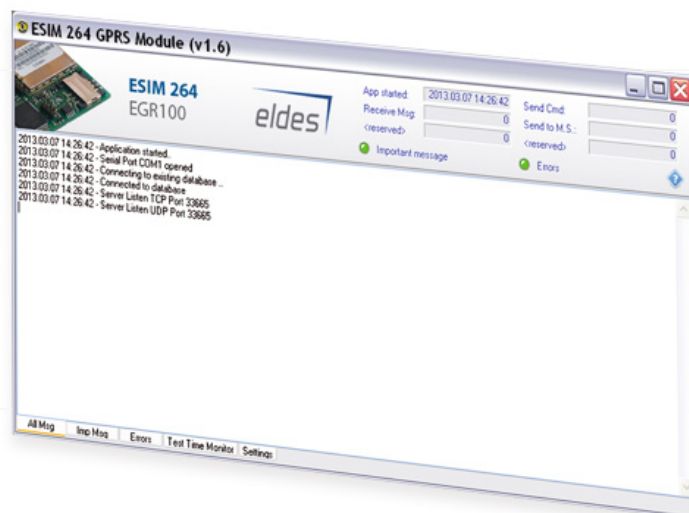 ESIM 264 GPRS Module (v1.6)
ESIM 264
EGR100
eldes
App started: 2013.03.07 14:26:42
Receive Msg: 0
<reserved> 0
Important message
Send Cmd: 0
Send to M.S.: 0
<reserved> 0
Errors
2013.03.07 14:26:42 - Application started..
2013.03.07 14:26:42 - Serial Port COM1 opened
2013.03.07 14:26:42 - Connecting to existing database ..
2013.03.07 14:26:42 - Connected to database
2013.03.07 14:26:42 - Server Listen TCP Port 33665
2013.03.07 14:26:42 - Server Listen UDP Port 33665
All Msg Imp Msg Errors Test Time Monitor Settings